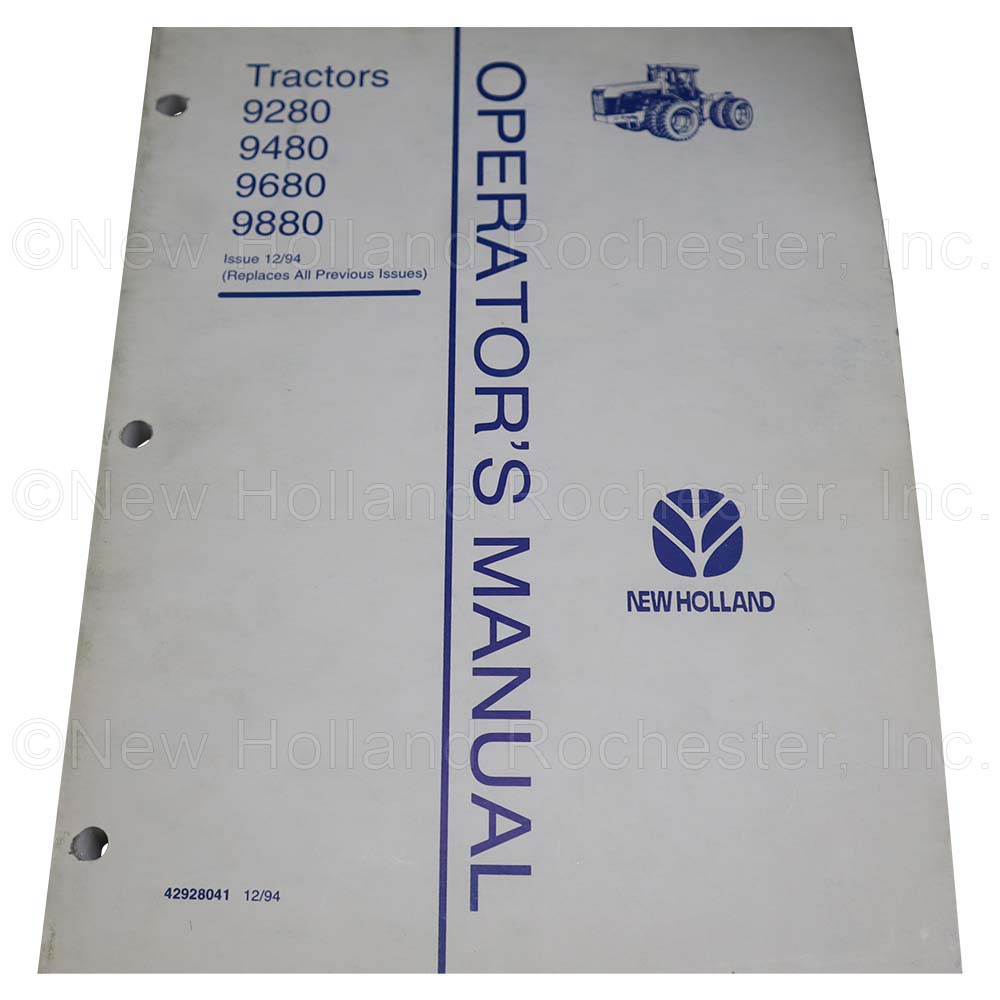 Tractors
9280
9480
9680
9880
Issue 12/94
(Replaces All Previous Issues)
OPERATOR'S MANUAL
NEW HOLLAND
42928041 12/94
©New Holland Rochester, Inc.
©New Holland Rochester, Inc.
©New Holland Rochester, Inc.